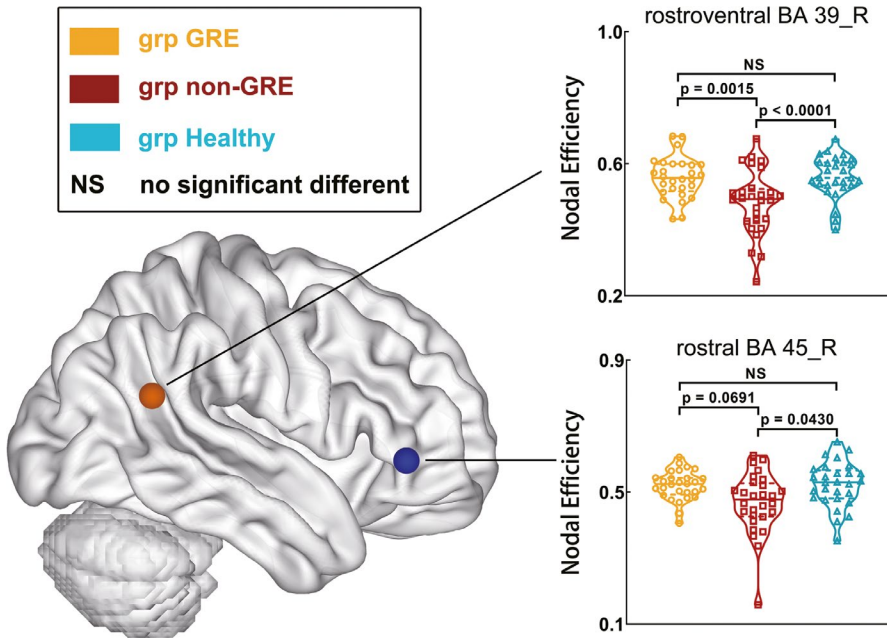 grp GRE
grp non-GRE
grp Healthy
NS no significant different
rostroventral BA 39_R
1.0
NS
p = 0.0015
p < 0.0001
0.6
Nodal Efficiency
0.2
rostral BA 45_R
0.9
NS
p = 0.0691
p = 0.0430
0.5
Nodal Efficiency
0.1